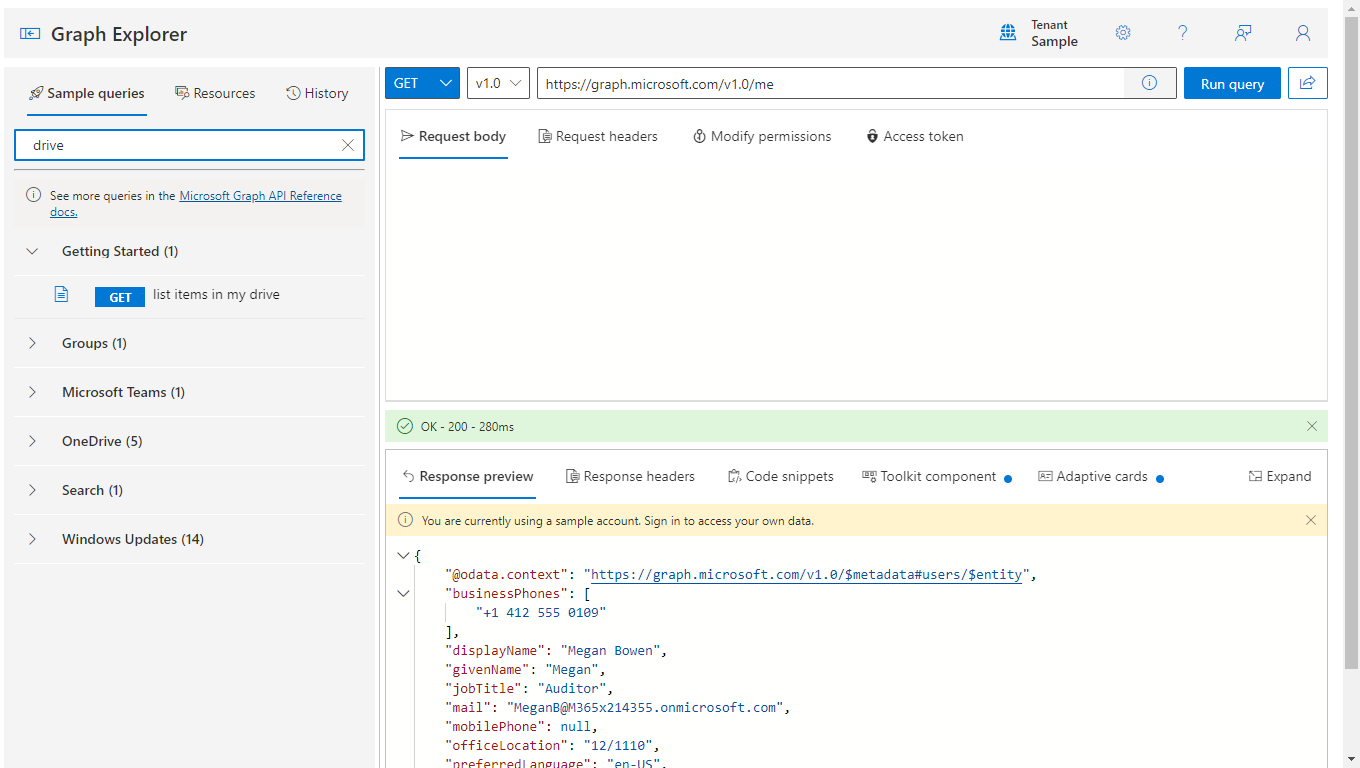 Graph Explorer
Tenant
Sample
Sample queries
Resources
History
drive
See more queries in the Microsoft Graph API Reference
docs.
Getting Started (1)
GET
list items in my drive
Groups (1)
Microsoft Teams (1)
OneDrive (5)
Search (1)
Windows Updates (14)
GET
v1.0
https://graph.microsoft.com/v1.0/me
Run query
Request body
Request headers
Modify permissions
Access token
OK - 200 - 280ms
Response preview
Response headers
Code snippets
Toolkit component
Adaptive cards
Expand
You are currently using a sample account. Sign in to access your own data.
{
"@odata.context": "https://graph.microsoft.com/v1.0/$metadata#users/$entity",
"businessPhones": [
"+1 412 555 0109"
],
"displayName": "Megan Bowen",
"givenName": "Megan",
"jobTitle": "Auditor",
"mail": "MeganB@M365x214355.onmicrosoft.com",
"mobilePhone": null,
"officeLocation": "12/1110",
"preferredLanguage": "en-US",